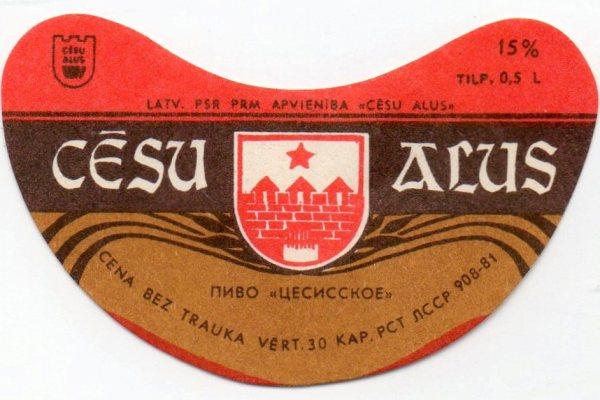 CĒSU
ALUS
15%
TILP. 0,5 L
LATV. PSR PRM APVIENĪBA «CĒSU ALUS»
CĒSU ALUS
ПИВО «ЦЕСИССКОЕ»
CENA BEZ TRAUKA VĒRT. 30 KAP. РСТ ЛССР 908-81